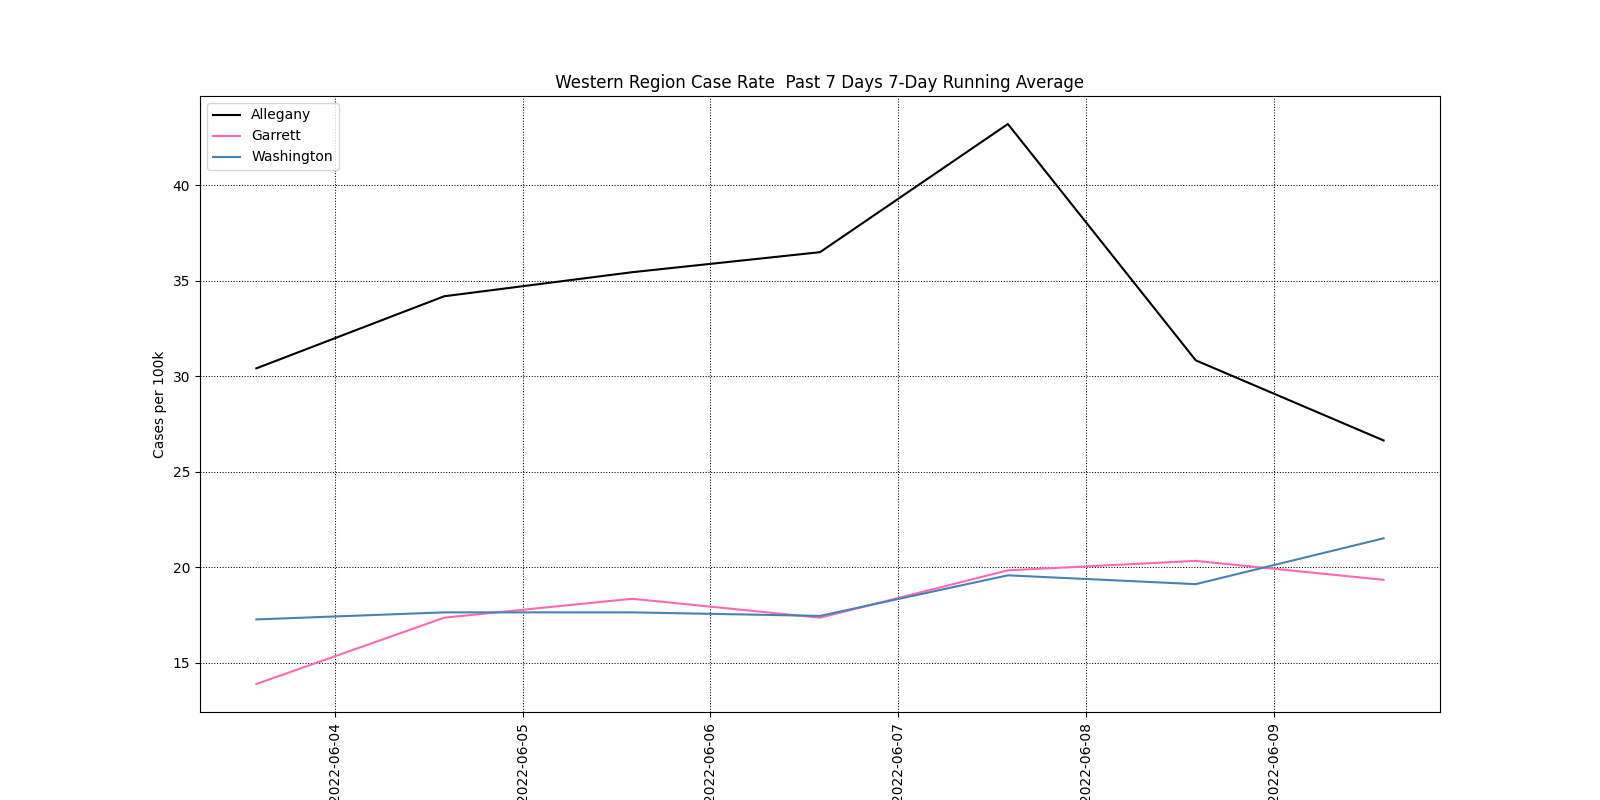 Western Region Case Rate  Past 7 Days 7-Day Running Average
Allegany
Garrett
Washington
Cases per 100k
40
35
30
25
20
15
2022-06-04
2022-06-05
2022-06-06
2022-06-07
2022-06-08
2022-06-09